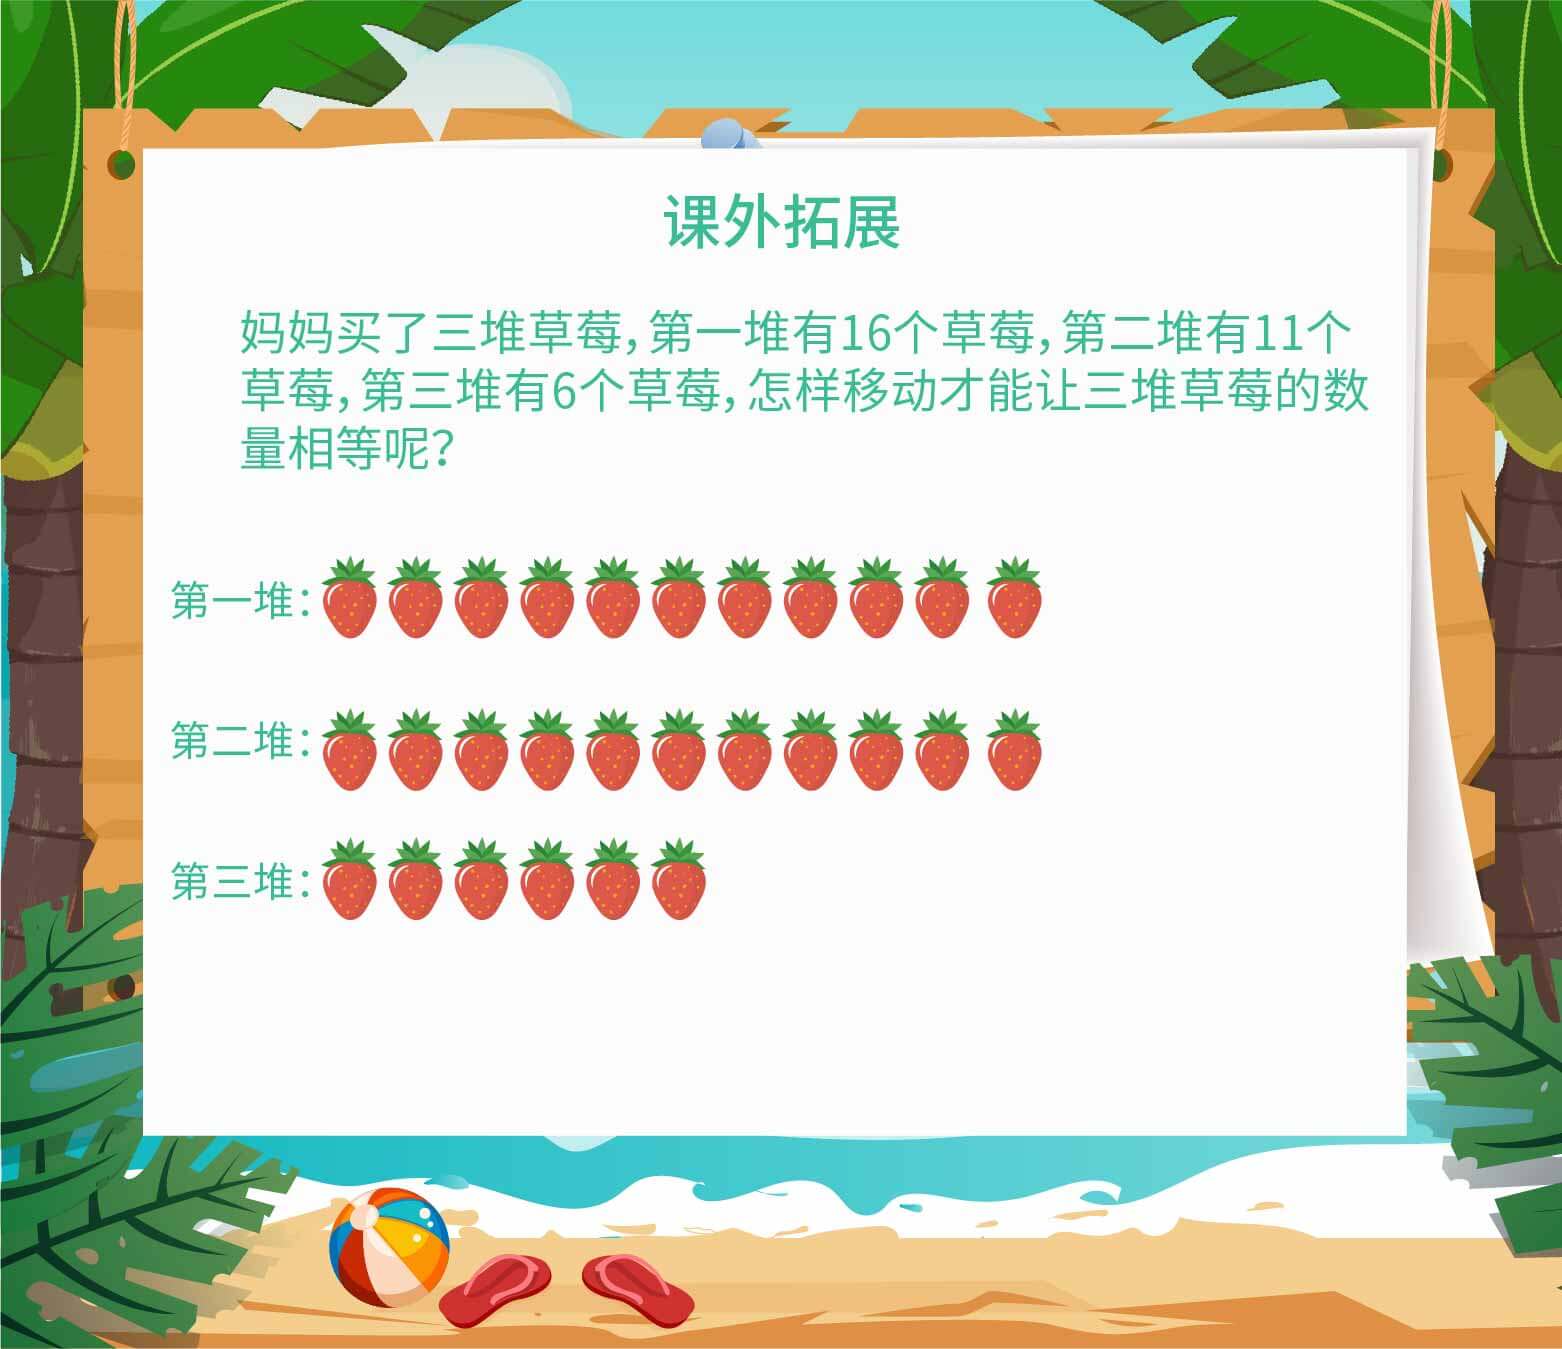 课外拓展
妈妈买了三堆草莓，第一堆有16个草莓，第二堆有11个
草莓，第三堆有6个草莓，怎样移动才能让三堆草莓的数
量相等呢？
第一堆：
第二堆：
第三堆：